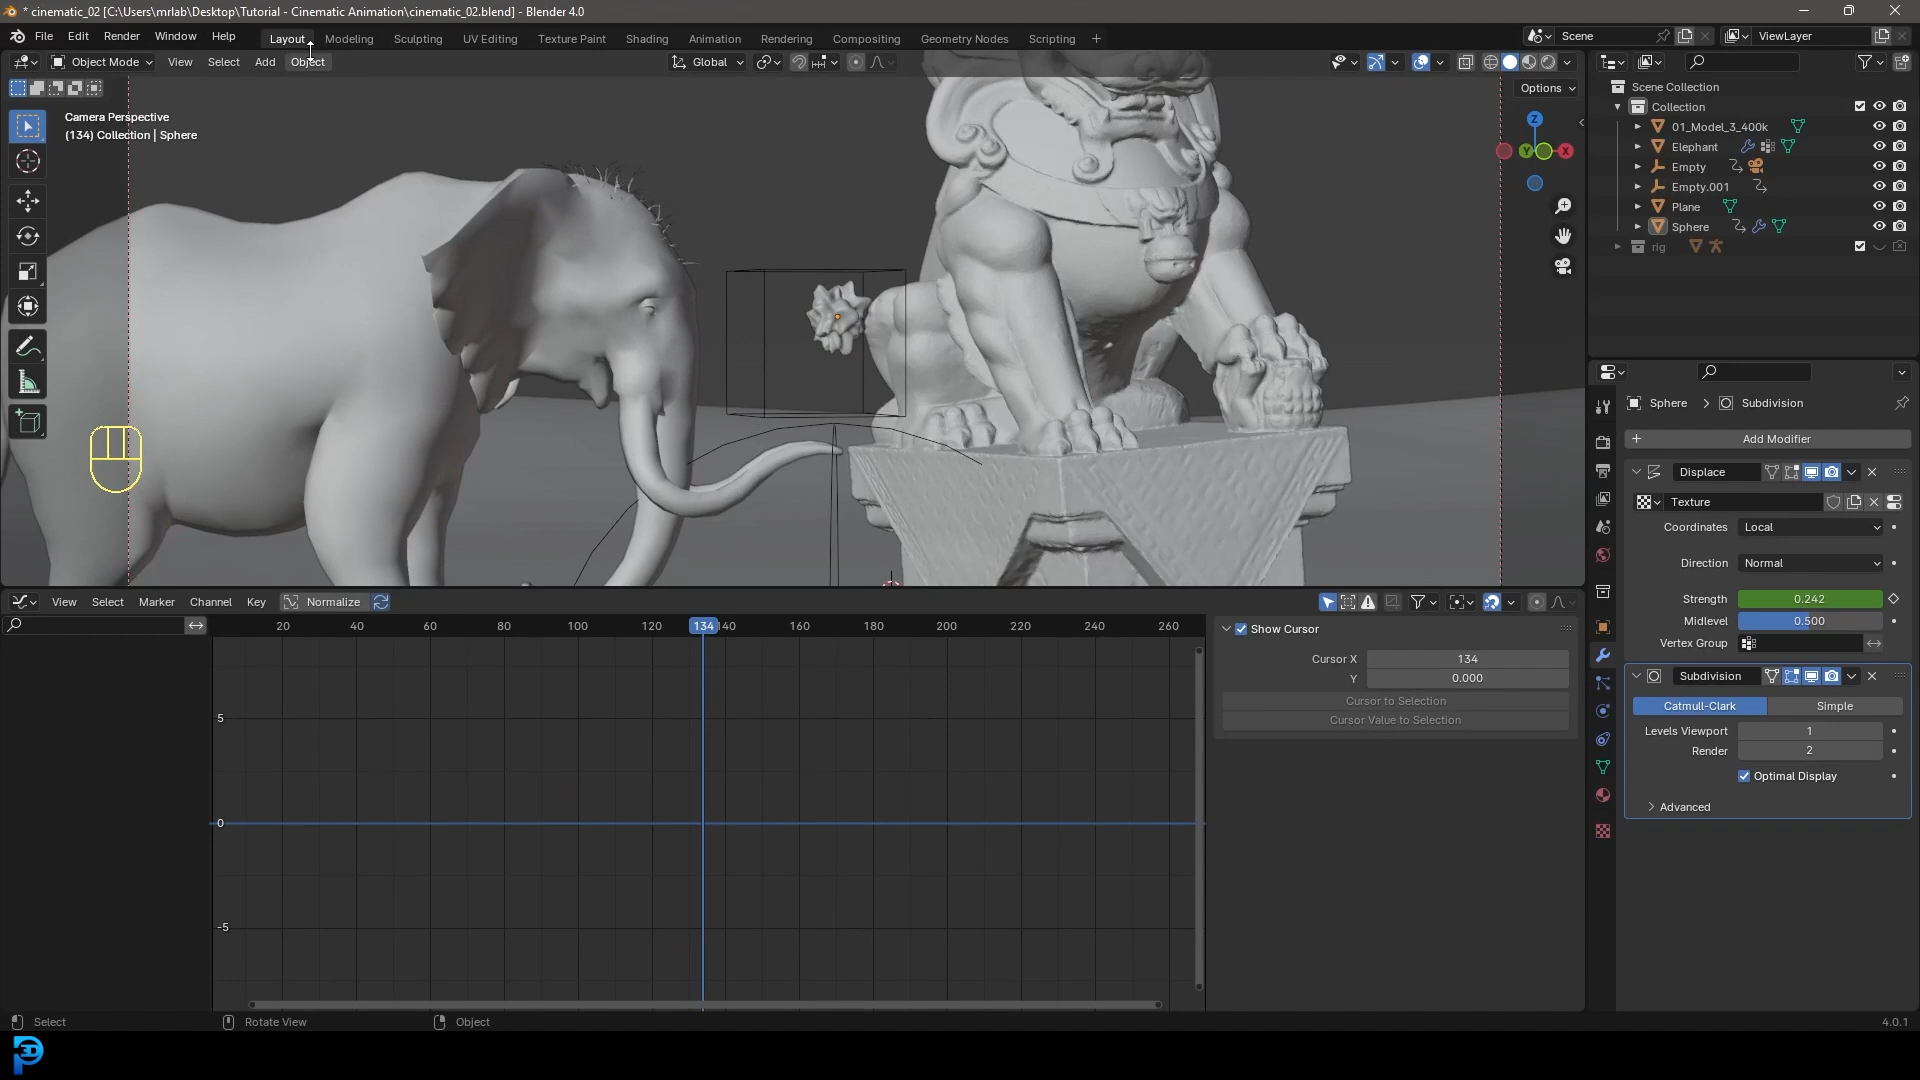 * cinematic_02 [C:\Users\mrlab\Desktop\Tutorial - Cinematic Animation\cinematic_02.blend] - Blender 4.0
File Edit Render Window Help Layout Modeling Sculpting UV Editing Texture Paint Shading Animation Rendering Compositing Geometry Nodes Scripting + Scene ViewLayer
Object Mode View Select Add Object Global
Options
Camera Perspective
(134) Collection | Sphere
Z
Y X
Scene Collection
Collection
01_Model_3_400k
Elephant
Empty
Empty.001
Plane
Sphere
rig
Sphere > Subdivision
+ Add Modifier
Displace
Texture
Coordinates Local
Direction Normal
Strength 0.242
Midlevel 0.500
Vertex Group
Subdivision
Catmull-Clark Simple
Levels Viewport 1
Render 2
Optimal Display
Advanced
View Select Marker Channel Key Normalize
20 40 60 80 100 120 134 140 160 180 200 220 240 260
5
0
-5
Show Cursor
Cursor X 134
Y 0.000
Cursor to Selection
Cursor Value to Selection
Select Rotate View Object 4.0.1